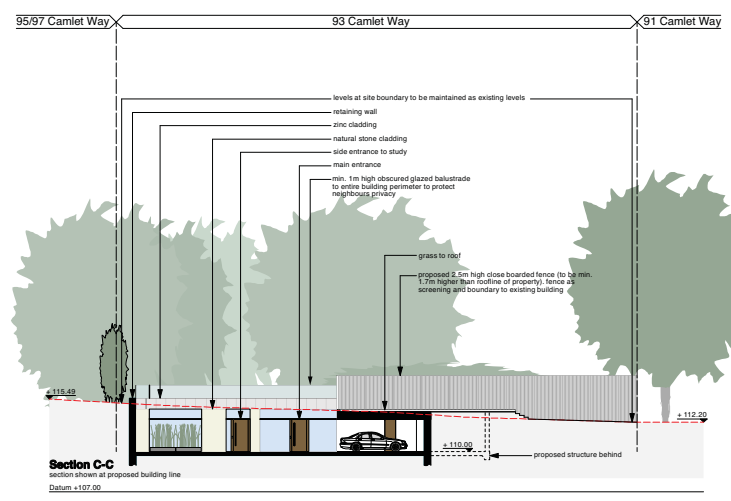 95/97 Camlet Way
93 Camlet Way
91 Camlet Way
levels at site boundary to be maintained as existing levels
retaining wall
zinc cladding
natural stone cladding
side entrance to study
main entrance
min. 1m high obscured glazed balustrade
to entire building perimeter to protect
neighbours privacy
grass to roof
proposed 2.5m high close boarded fence (to be min.
1.7m higher than roofline of property). fence as
screening and boundary to existing building
+ 115.49
+ 112.20
+ 110.00
proposed structure behind
Section C-C
section shown at proposed building line
Datum +107.00